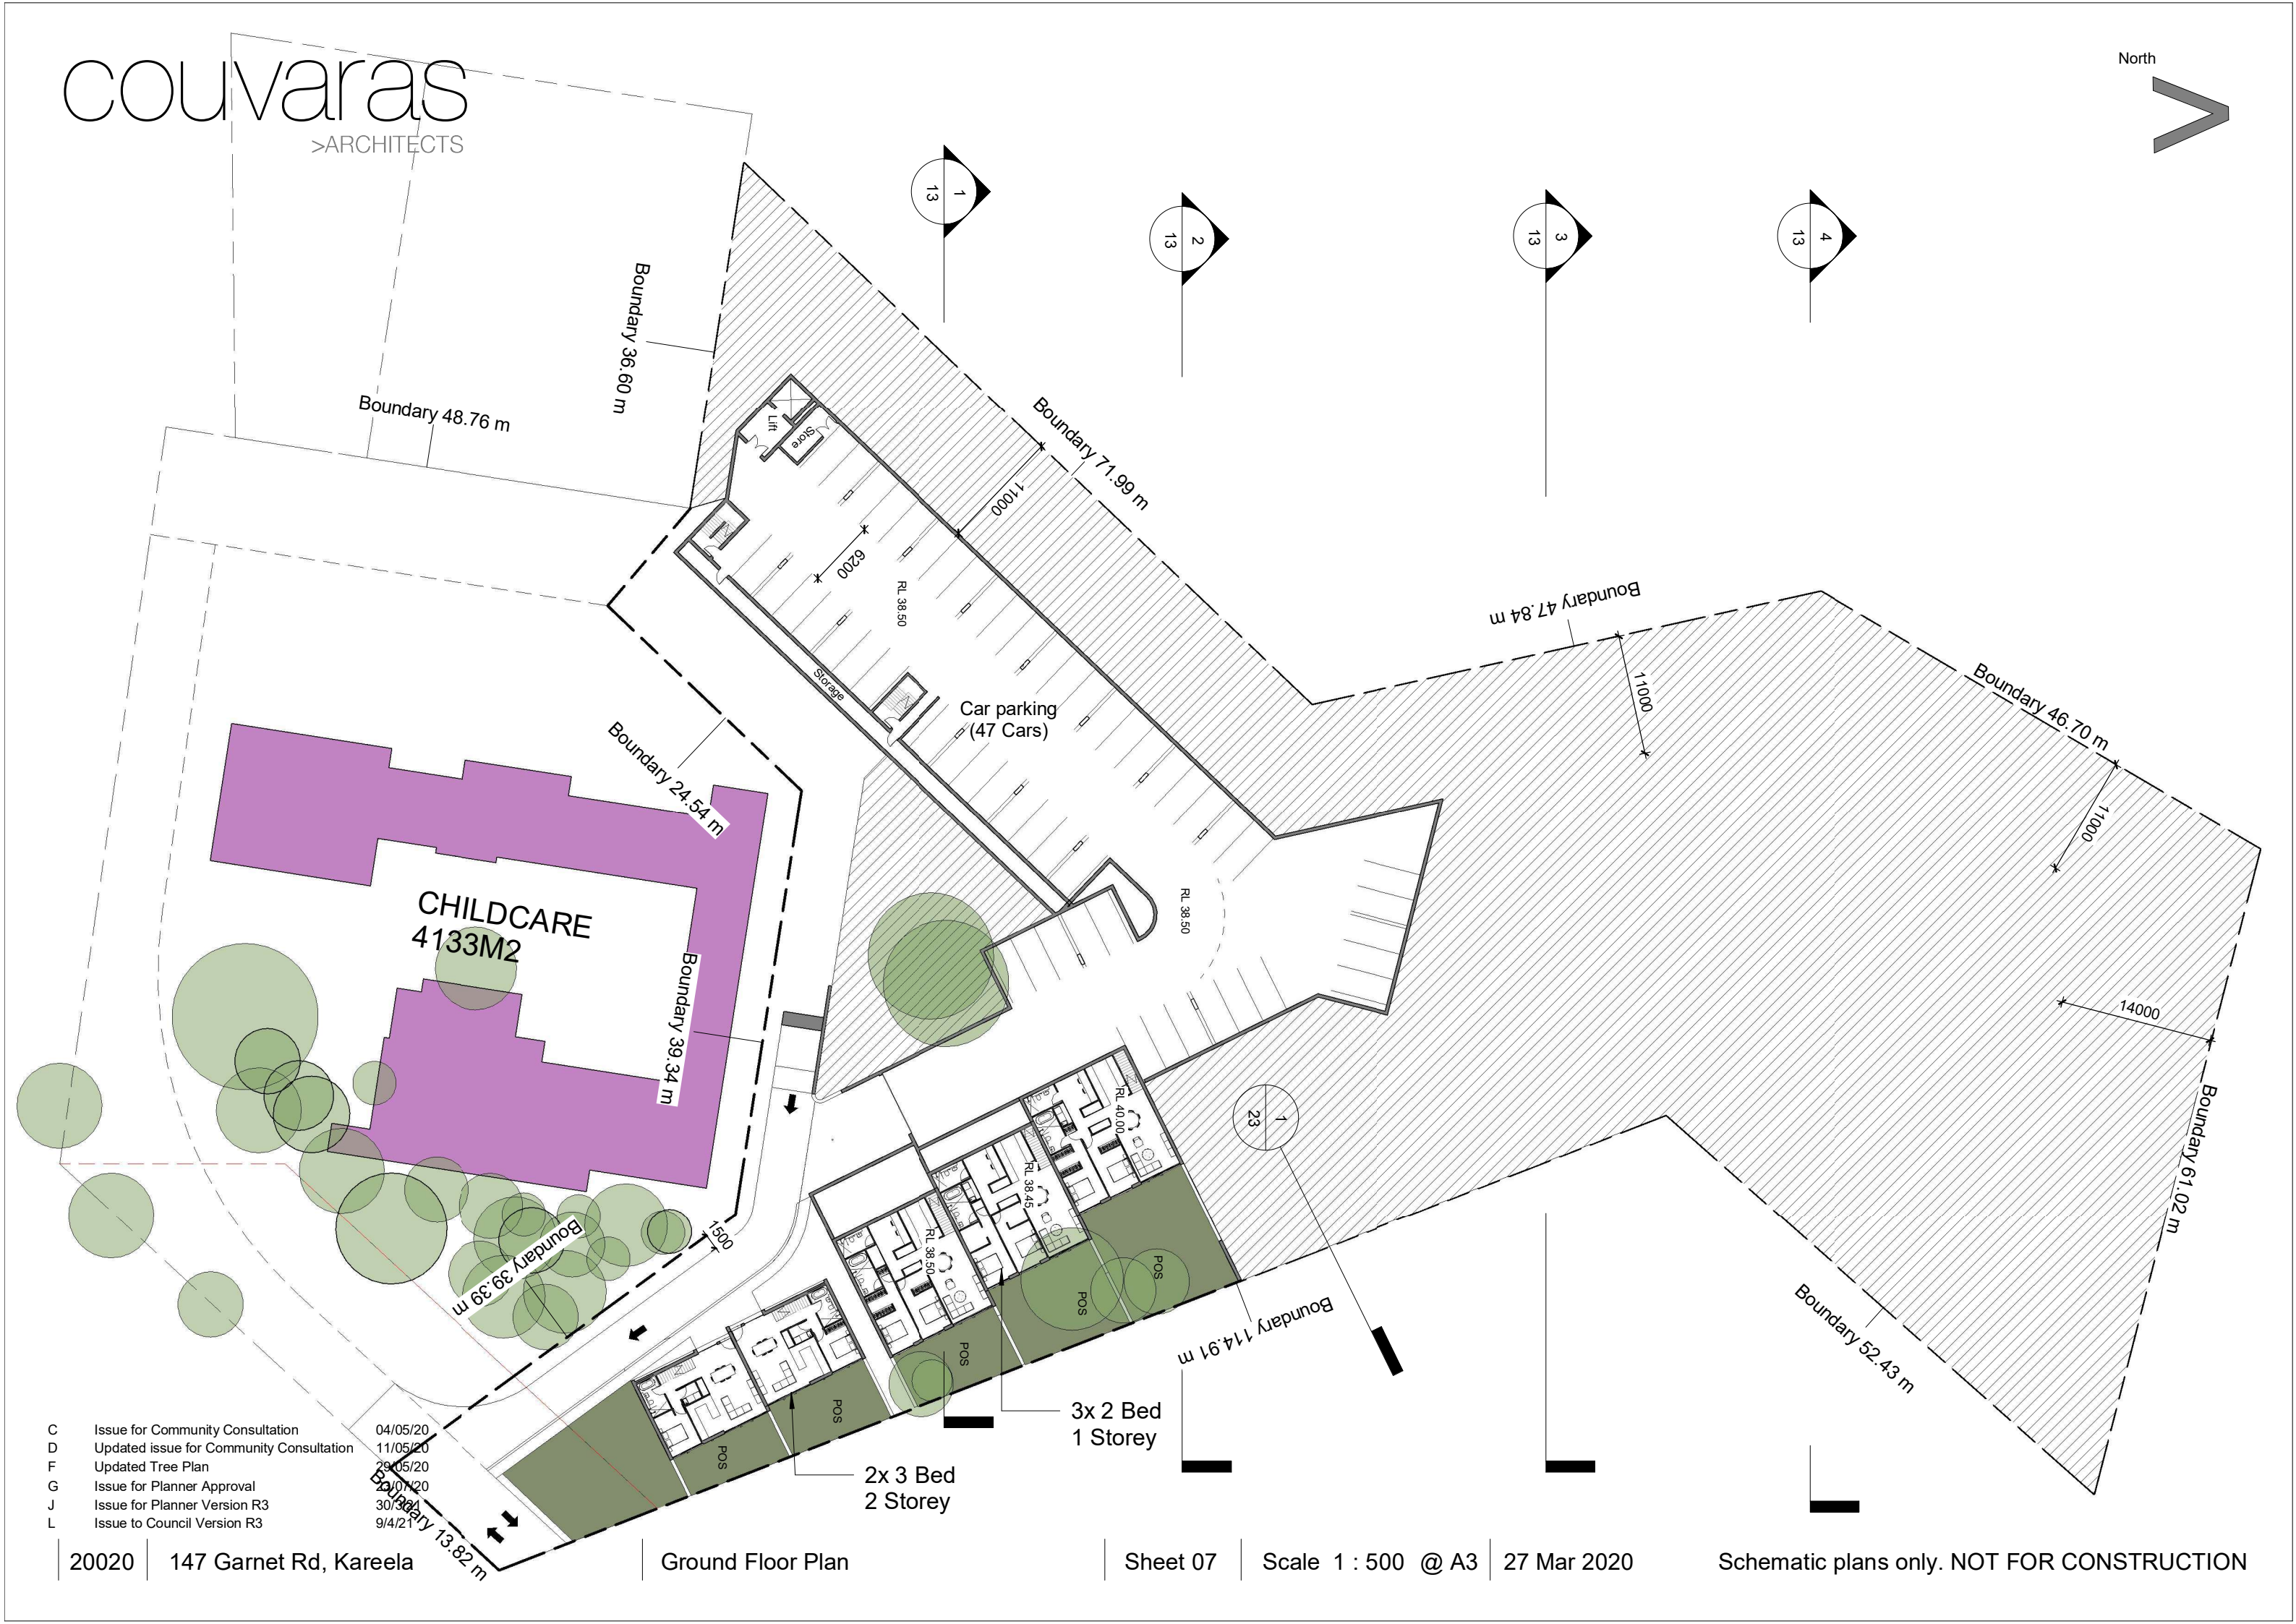 couvaras
>ARCHITECTS
North
1
13
2
13
3
13
4
13
Boundary 36.60 m
Boundary 48.76 m
Boundary 71.99 m
11000
Lift
Store
6200
RL 38.50
Storage
Car parking
(47 Cars)
Boundary 47.84 m
11000
Boundary 46.70 m
11000
14000
Boundary 61.02 m
Boundary 24.54 m
CHILDCARE
4133M2
Boundary 39.34 m
RL 38.50
1
23
RL 40.00
RL 38.45
RL 38.50
1500
Boundary 39.39 m
POS
POS
POS
POS
POS
Boundary 114.91 m
Boundary 52.43 m
3x 2 Bed
1 Storey
2x 3 Bed
2 Storey
C Issue for Community Consultation 04/05/20
D Updated issue for Community Consultation 11/05/20
F Updated Tree Plan 29/05/20
G Issue for Planner Approval 23/07/20
J Issue for Planner Version R3 30/3/21
L Issue to Council Version R3 9/4/21
Boundary 13.82 m
20020 147 Garnet Rd, Kareela Ground Floor Plan Sheet 07 Scale 1 : 500 @ A3 27 Mar 2020 Schematic plans only. NOT FOR CONSTRUCTION